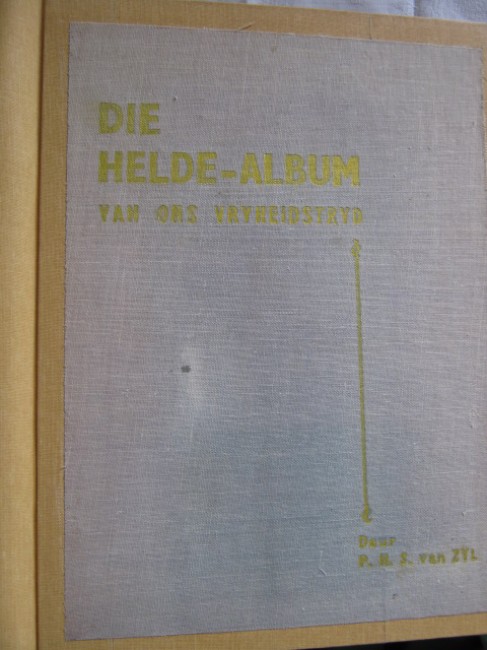 DIE
HELDE-ALBUM
VAN ONS VRYHEIDSTRYD
Deur
P. H. S. van ZYL